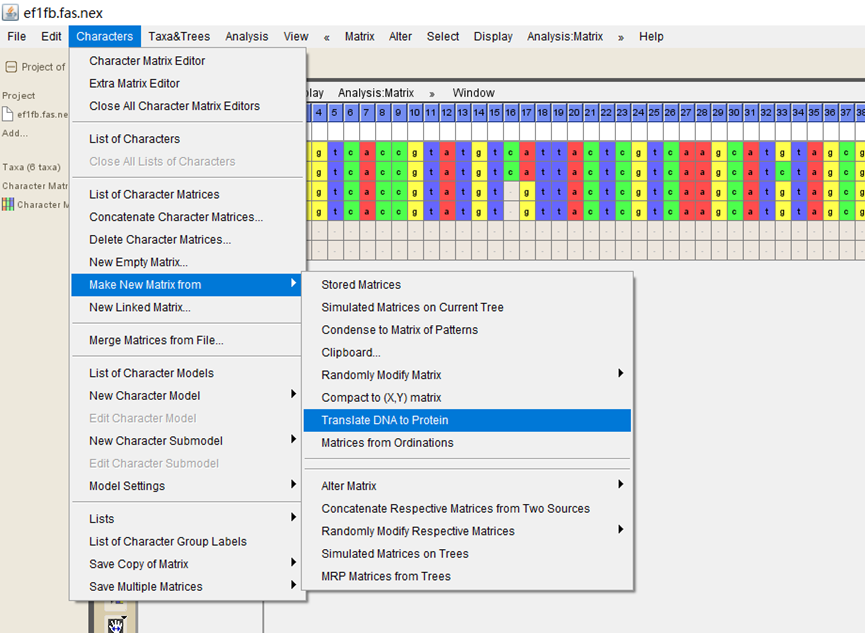 ef1fb.fas.nex
File Edit Characters Taxa&Trees Analysis View « Matrix Alter Select Display Analysis:Matrix » Help
Project of
Project
ef1fb.fas.ne
Add...
Taxa (6 taxa)
Character Matr
Character M
Character Matrix Editor
Extra Matrix Editor
Close All Character Matrix Editors
List of Characters
Close All Lists of Characters
List of Character Matrices
Concatenate Character Matrices...
Delete Character Matrices...
New Empty Matrix...
Make New Matrix from
New Linked Matrix...
Merge Matrices from File...
List of Character Models
New Character Model
Edit Character Model
New Character Submodel
Edit Character Submodel
Model Settings
Lists
List of Character Group Labels
Save Copy of Matrix
Save Multiple Matrices
lay Analysis:Matrix » Window
4 5 6 7 8 9 10 11 12 13 14 15 16 17 18 19 20 21 22 23 24 25 26 27 28 29 30 31 32 33 34 35 36 37 38
g t c a c c g t a t g t c a t t a c t c g t c a a g c a t g t a g c g
g t c a c c g t a t g t c a t t a c t c g t c a a g c a t c t a g c g
g t c a c c g t a t g t - g t t a c t c g t c a a g c a t g t a g c g
g t c a c c g t a t g t - g t t a c t c g t c a a g c a t g t a g c g
Stored Matrices
Simulated Matrices on Current Tree
Condense to Matrix of Patterns
Clipboard...
Randomly Modify Matrix
Compact to (X,Y) matrix
Translate DNA to Protein
Matrices from Ordinations
Alter Matrix
Concatenate Respective Matrices from Two Sources
Randomly Modify Respective Matrices
Simulated Matrices on Trees
MRP Matrices from Trees